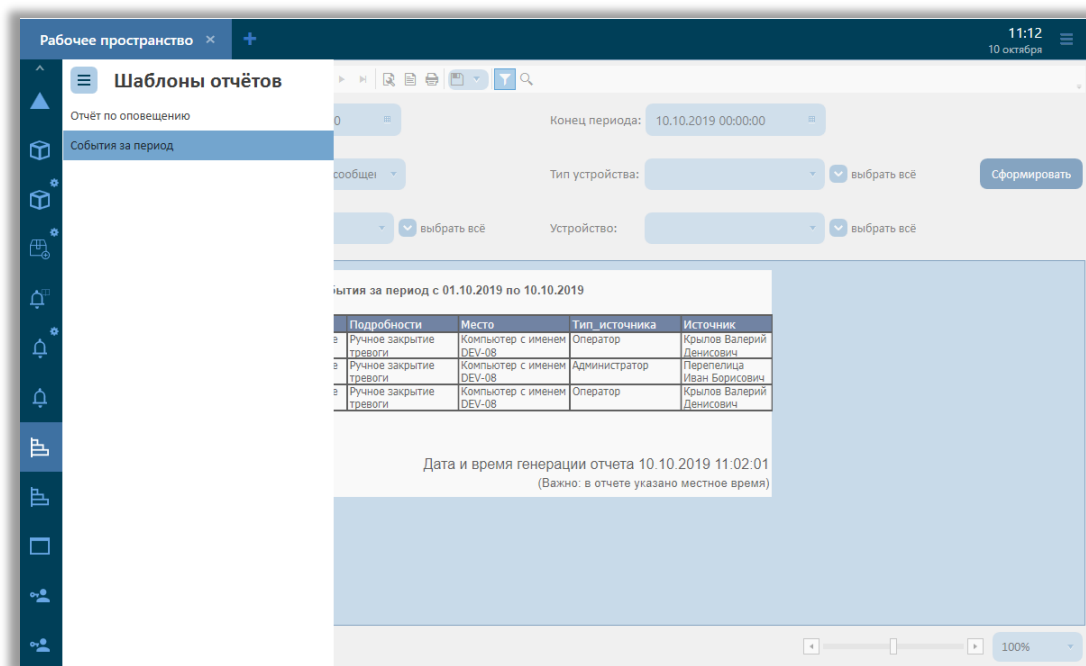 Рабочее пространство
11:12
10 октября
Шаблоны отчётов
Отчёт по оповещению
События за период
Конец периода: 10.10.2019 00:00:00
Тип устройства: выбрать всё
Сформировать
выбрать всё
Устройство: выбрать всё
за период с 01.10.2019 по 10.10.2019
Подробности Место Тип_источника Источник
Ручное закрытие Компьютер с именем Оператор Крылов Валерий
тревоги DEV-08 Денисович
Ручное закрытие Компьютер с именем Администратор Перепелица
тревоги DEV-08 Иван Борисович
Ручное закрытие Компьютер с именем Оператор Крылов Валерий
тревоги DEV-08 Денисович
Дата и время генерации отчета 10.10.2019 11:02:01
(Важно: в отчете указано местное время)
100%